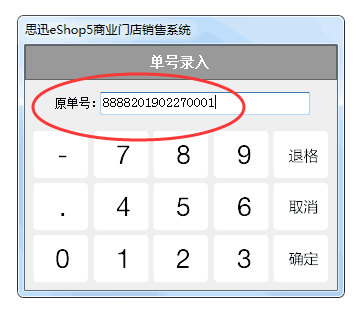 思迅eShop5商业门店销售系统
单号录入
原单号：8888201902270001
- 7 8 9 退格
. 4 5 6 取消
0 1 2 3 确定